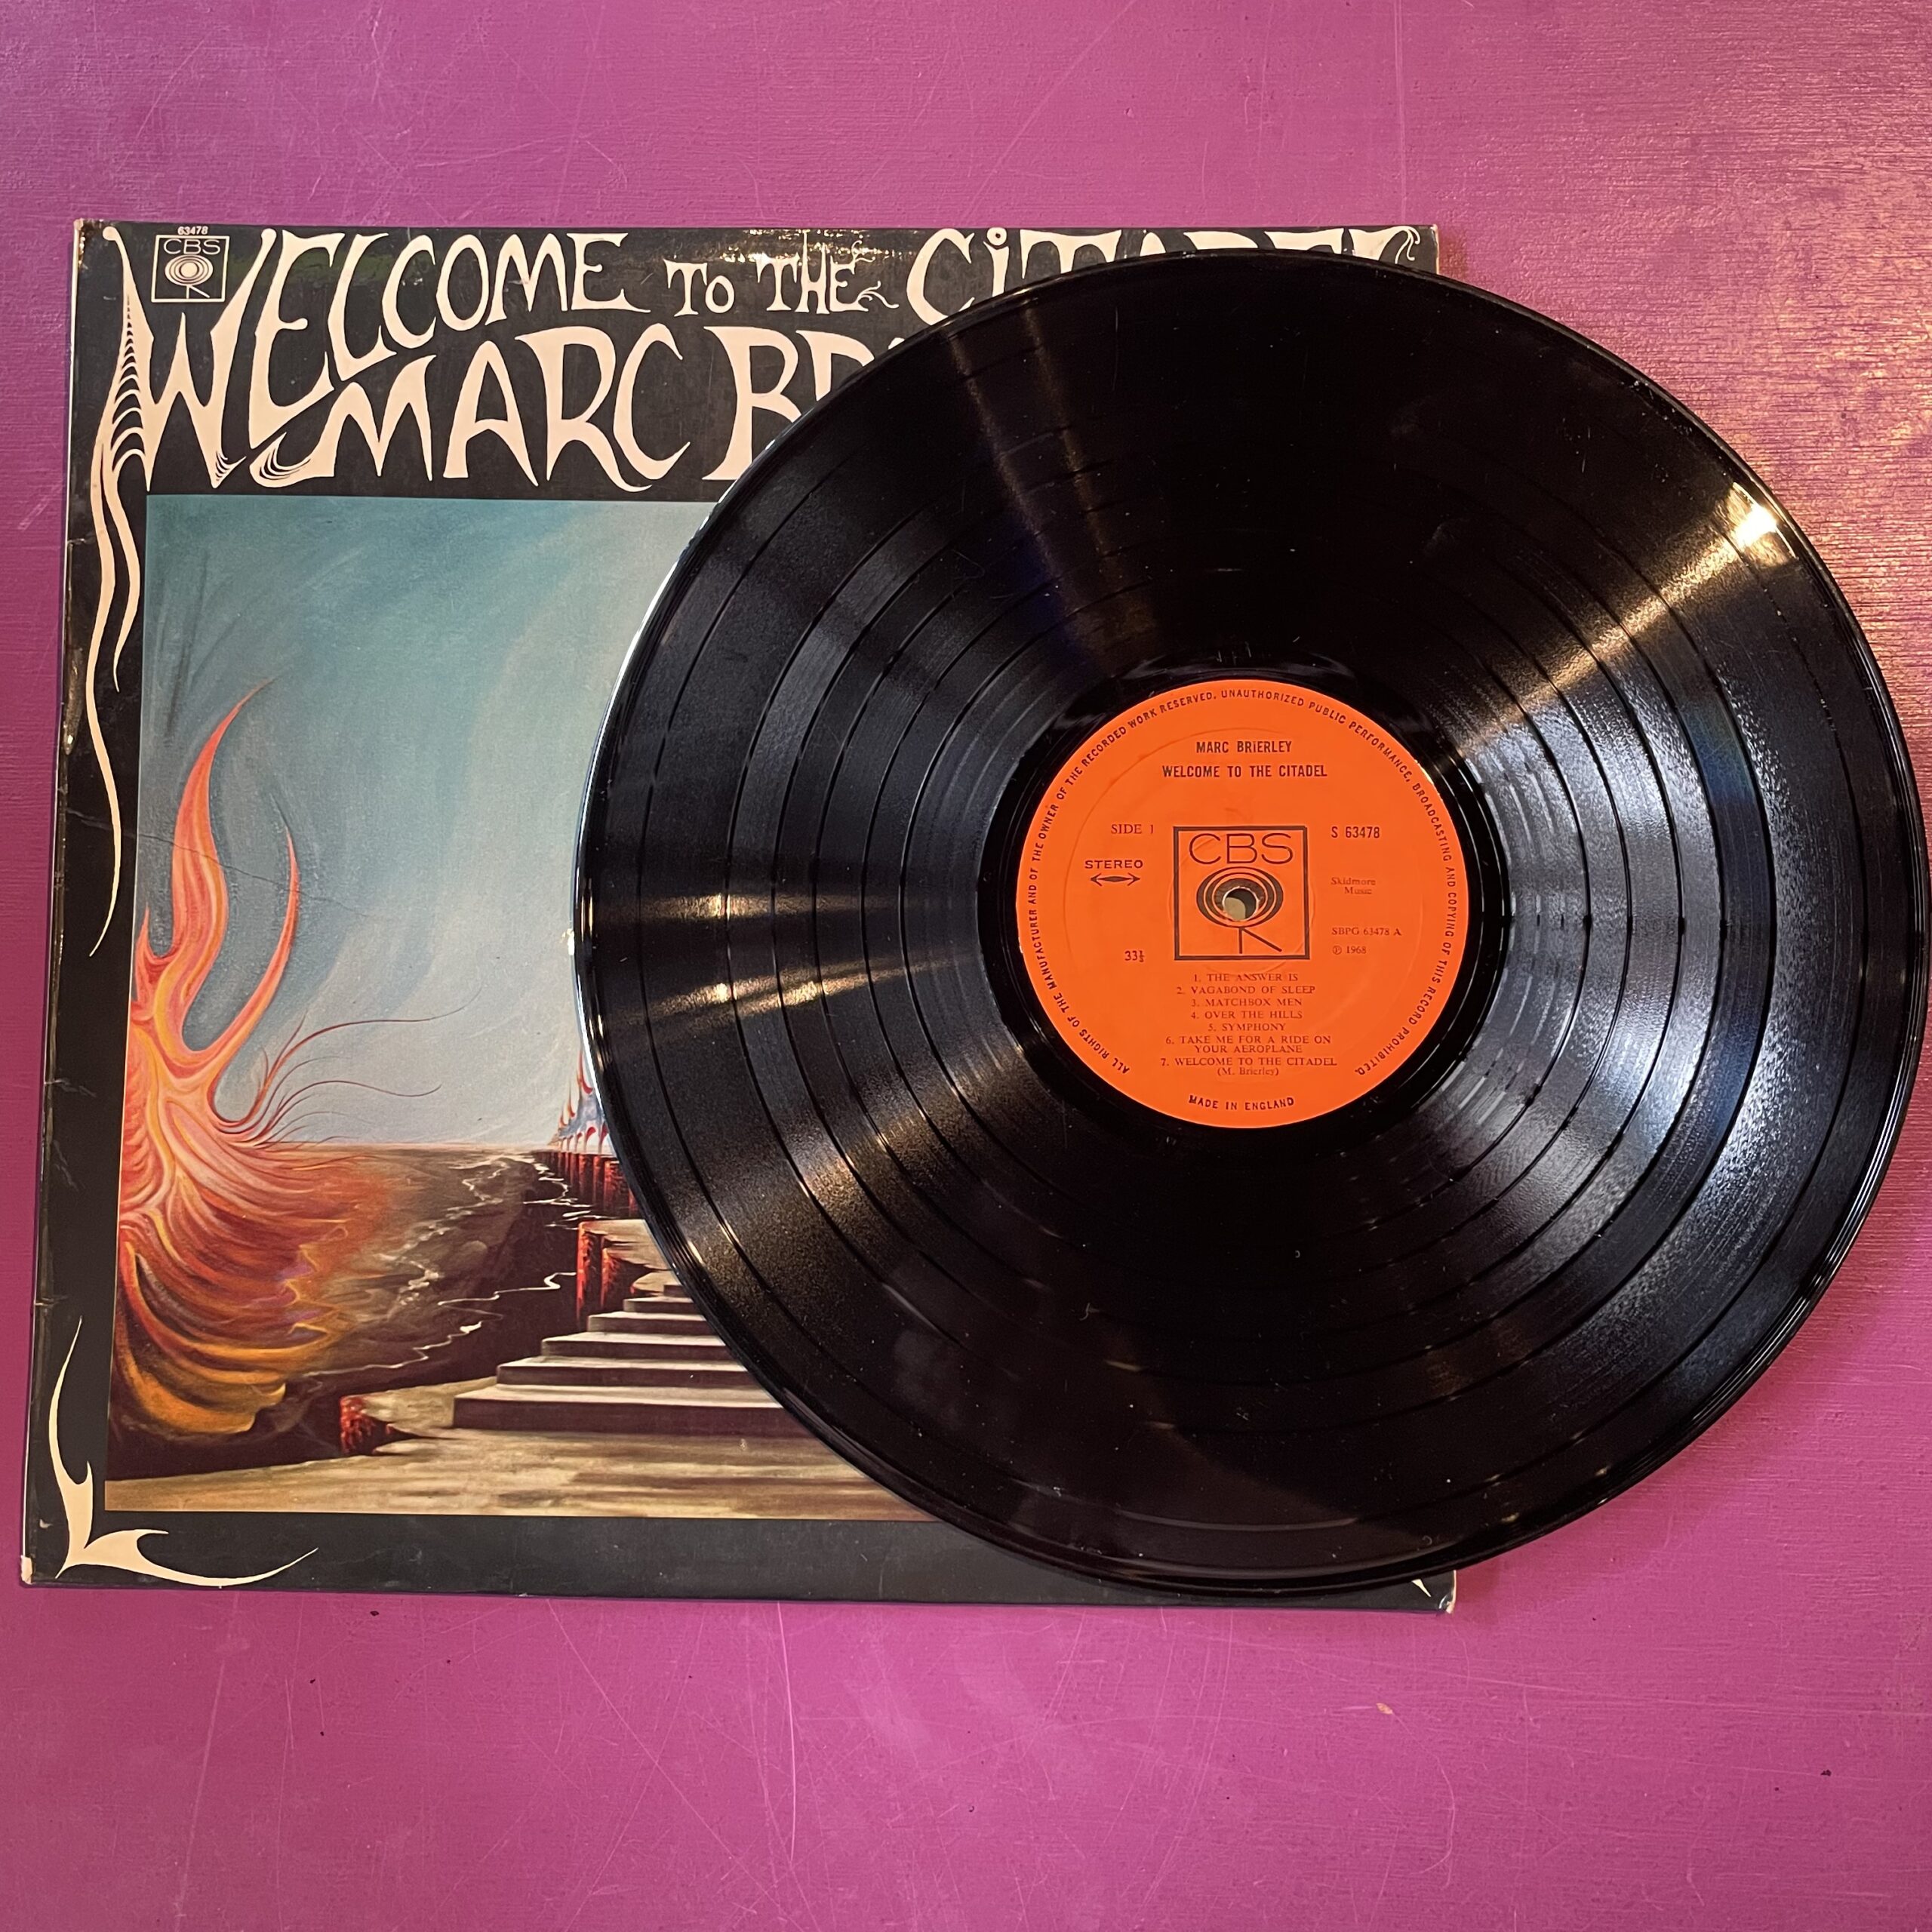 63478
CBS
WELCOME TO THE CiTADEL
MARC BR
ALL RIGHTS OF THE MANUFACTURER AND OF THE OWNER OF THE RECORDED WORK RESERVED. UNAUTHORIZED PUBLIC PERFORMANCE, BROADCASTING AND COPYING OF THIS RECORD PROHIBITED.
MARC BRiERLEY
WELCOME TO THE CITADEL
SIDE 1
S 63478
CBS
STEREO
Skidmore
Music
SBPG 63478 A
℗ 1968
33⅓
1. THE ANSWER IS
2. VAGABOND OF SLEEP
3. MATCHBOX MEN
4. OVER THE HILLS
5. SYMPHONY
6. TAKE ME FOR A RIDE ON
YOUR AEROPLANE
7. WELCOME TO THE CITADEL
(M. Brierley)
MADE IN ENGLAND